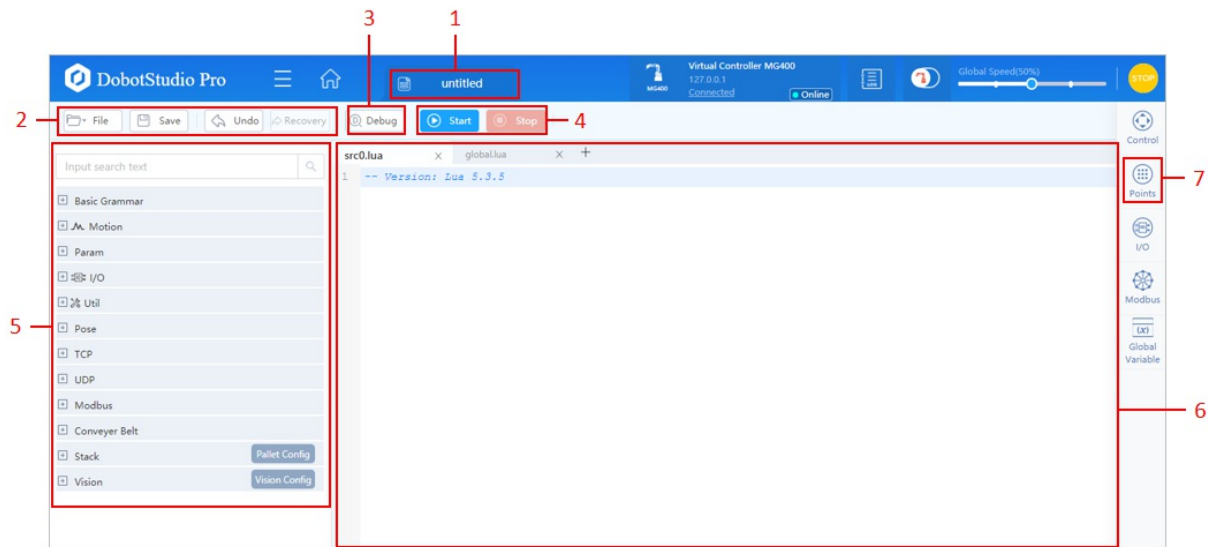 3
1
DobotStudio Pro
untitled
MG400
Virtual Controller MG400
127.0.0.1
Connected
Online
Global Speed(50%)
STOP
2
File
Save
Undo
Recovery
Debug
Start
Stop
4
Control
Input search text
src0.lua
global.lua
1 -- Version: Lua 5.3.5
Points
7
Basic Grammar
Motion
Param
I/O
I/O
Util
Modbus
5
Pose
TCP
Global
Variable
UDP
Modbus
6
Conveyer Belt
Stack
Pallet Config
Vision
Vision Config